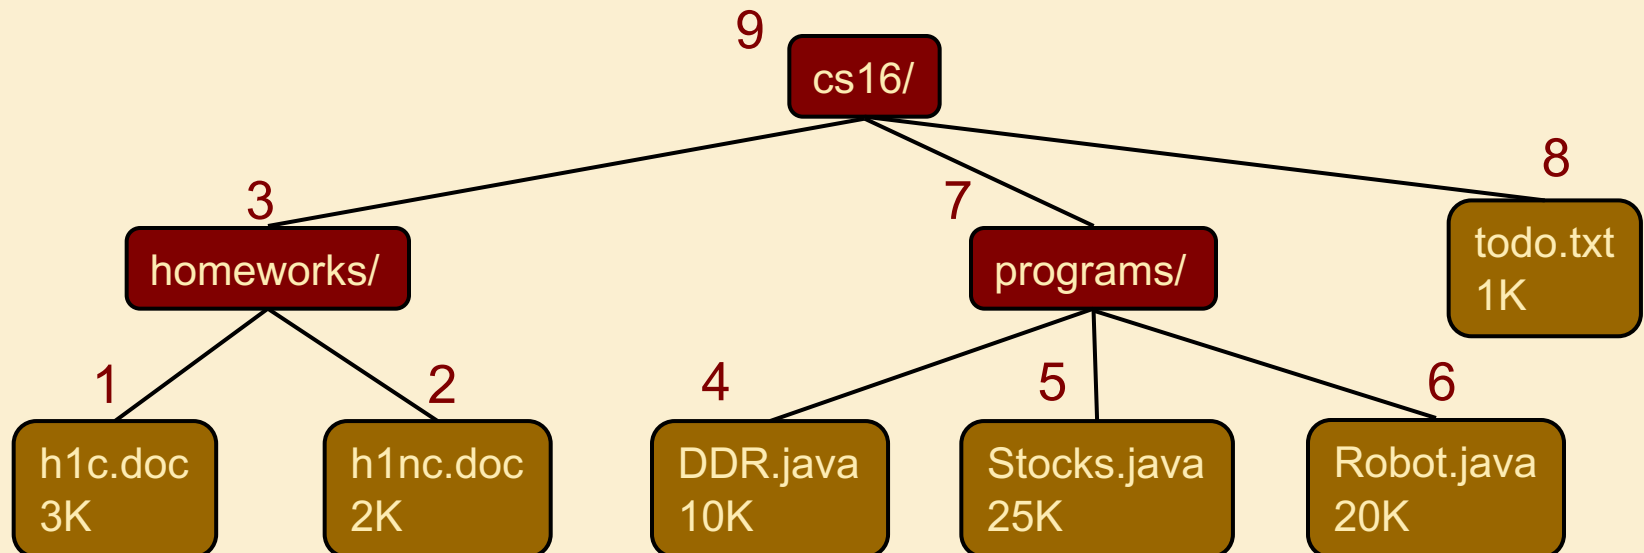 9
cs16/
8
3
7
homeworks/
programs/
todo.txt
1K
1
2
4
5
6
h1c.doc
3K
h1nc.doc
2K
DDR.java
10K
Stocks.java
25K
Robot.java
20K